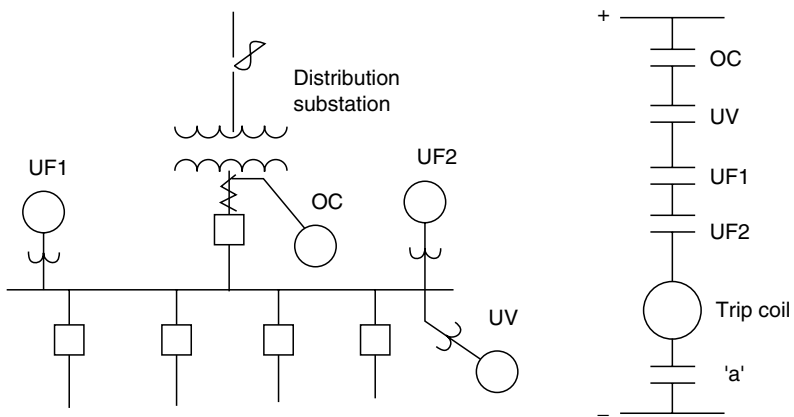 Distribution
substation
UF1
UF2
OC
UV
+
OC
UV
UF1
UF2
Trip coil
'a'
–